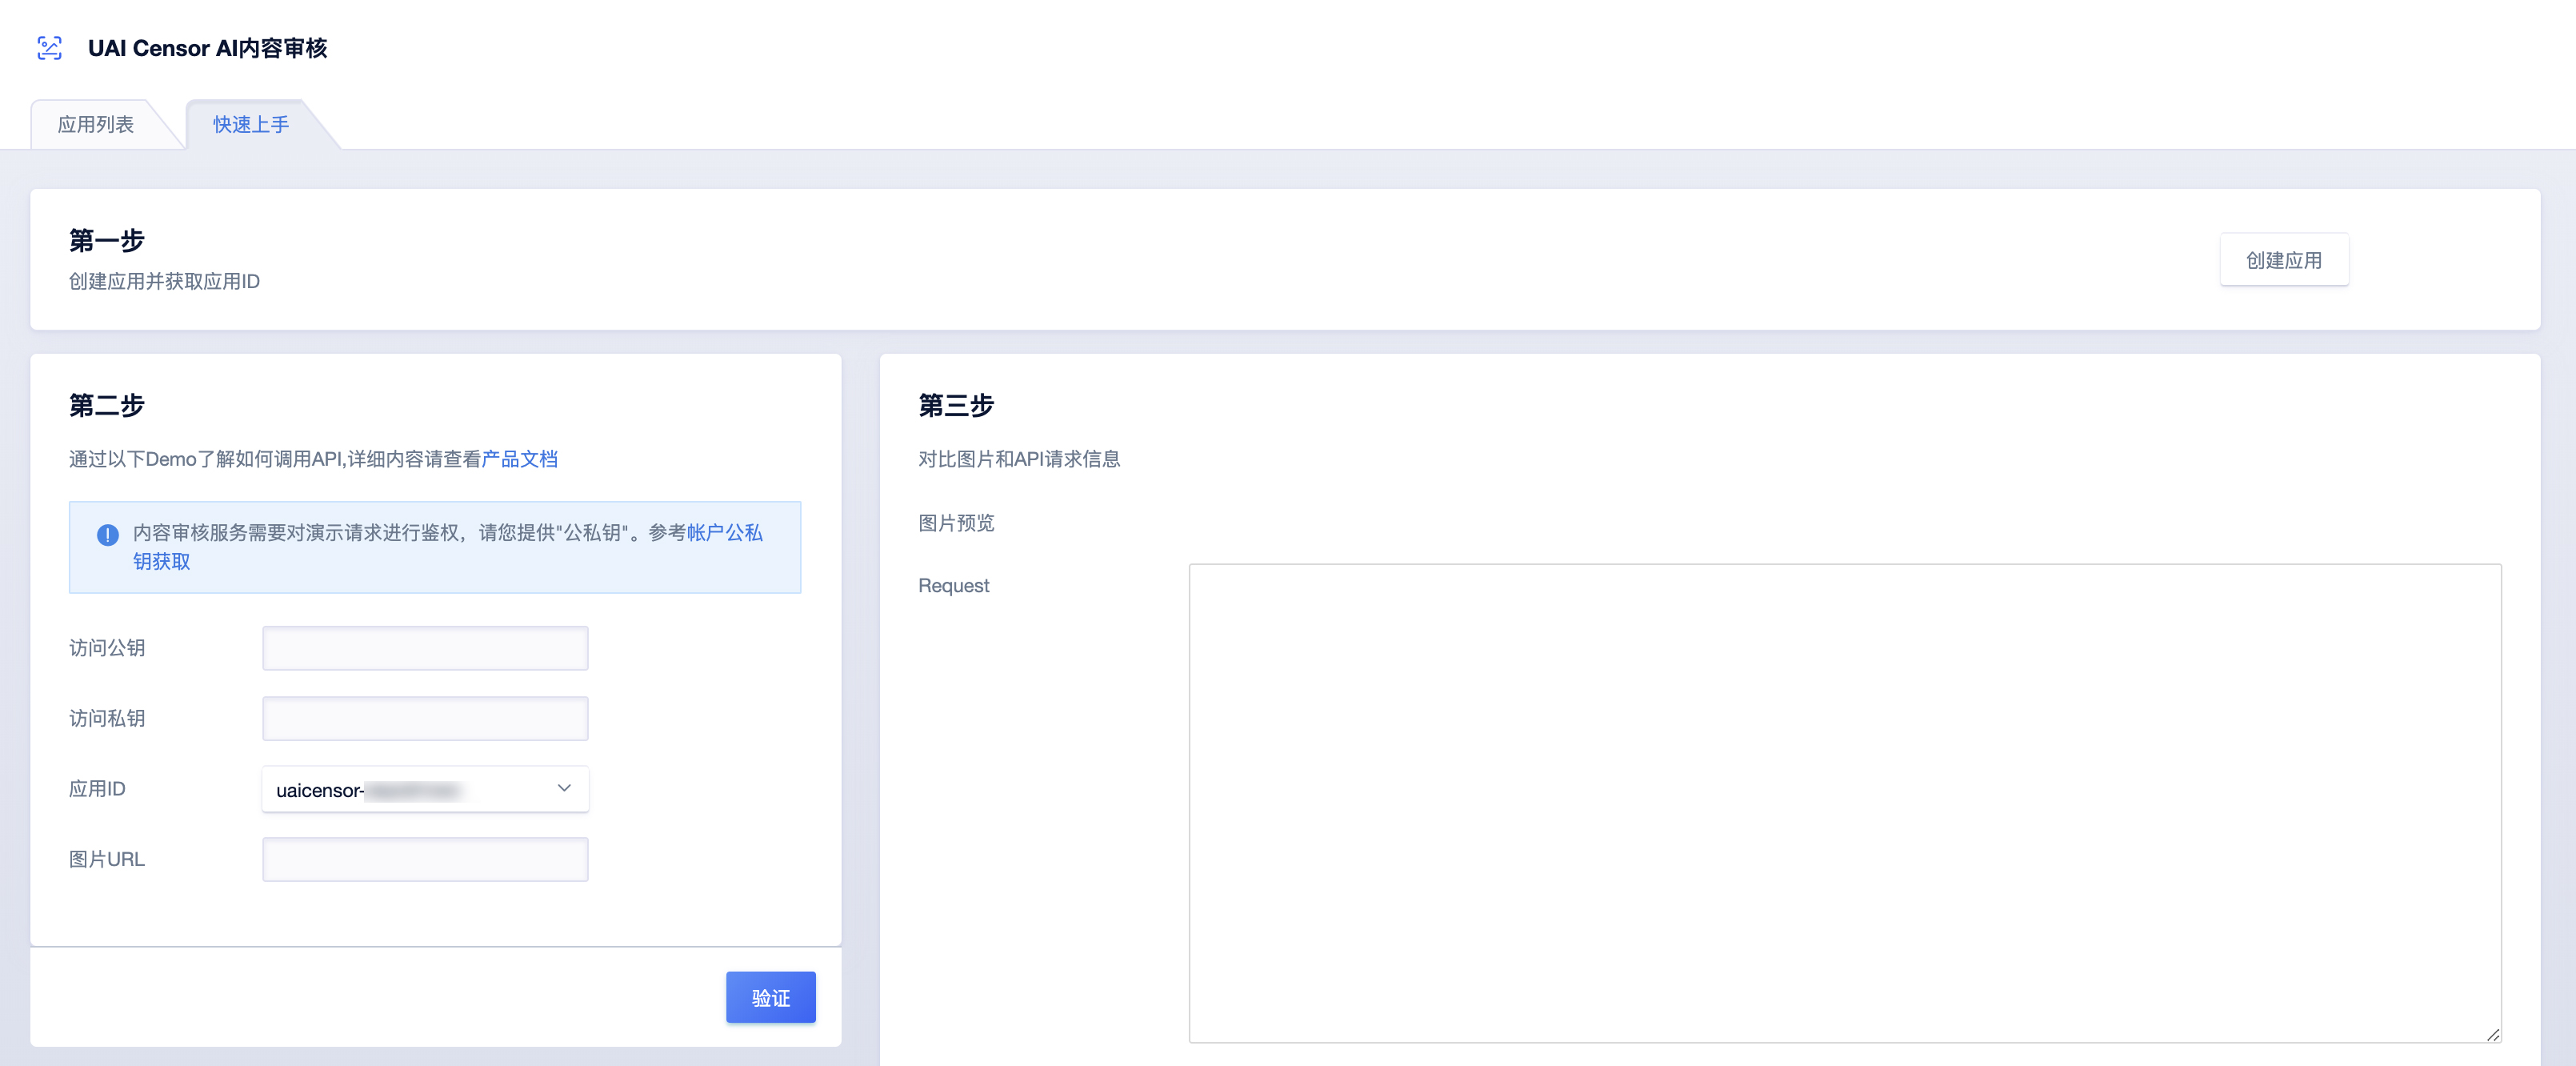 UAI Censor AI内容审核
应用列表
快速上手
第一步
创建应用并获取应用ID
创建应用
第二步
通过以下Demo了解如何调用API,详细内容请查看产品文档
内容审核服务需要对演示请求进行鉴权，请您提供"公私钥"。参考帐户公私
钥获取
访问公钥
访问私钥
应用ID
uaicensor-
图片URL
验证
第三步
对比图片和API请求信息
图片预览
Request